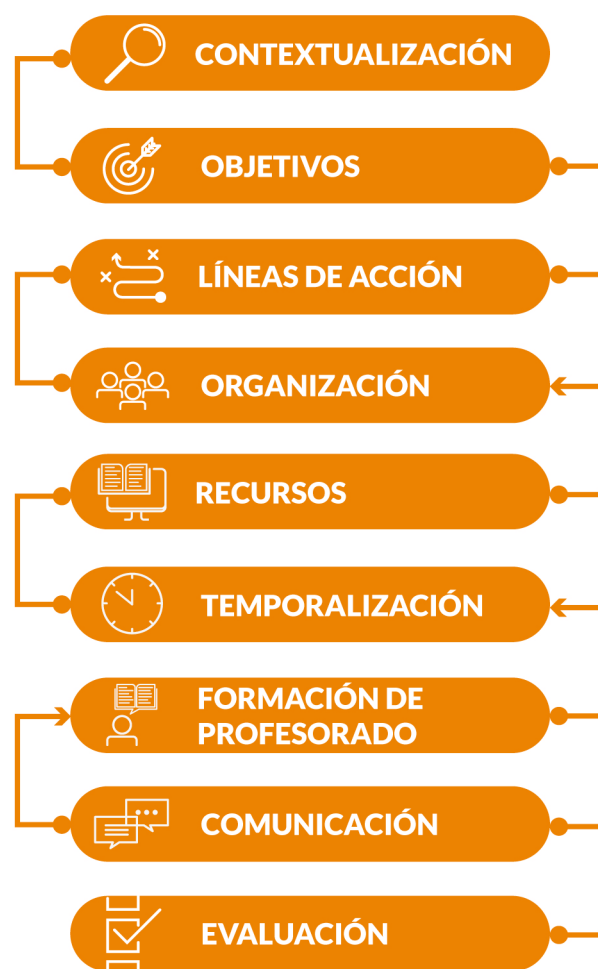 CONTEXTUALIZACIÓN
OBJETIVOS
LÍNEAS DE ACCIÓN
ORGANIZACIÓN
RECURSOS
TEMPORALIZACIÓN
FORMACIÓN DE
PROFESORADO
COMUNICACIÓN
EVALUACIÓN